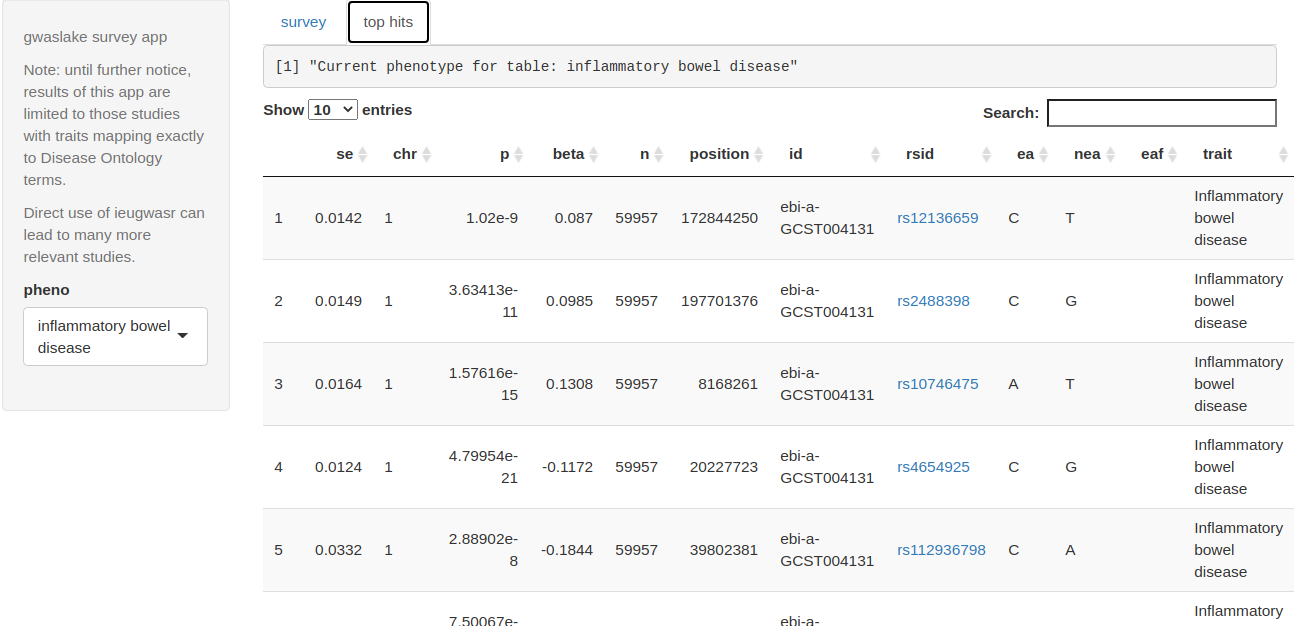 gwaslake survey app
Note: until further notice,
results of this app are
limited to those studies
with traits mapping exactly
to Disease Ontology
terms.
Direct use of ieugwasr can
lead to many more
relevant studies.
pheno
inflammatory bowel
disease
survey top hits
[1] "Current phenotype for table: inflammatory bowel disease"
Show 10 entries
Search:
se chr p beta n position id rsid ea nea eaf trait
1 0.0142 1 1.02e-9 0.087 59957 172844250 ebi-a-GCST004131 rs12136659 C T Inflammatory bowel disease
2 0.0149 1 3.63413e-11 0.0985 59957 197701376 ebi-a-GCST004131 rs2488398 C G Inflammatory bowel disease
3 0.0164 1 1.57616e-15 0.1308 59957 8168261 ebi-a-GCST004131 rs10746475 A T Inflammatory bowel disease
4 0.0124 1 4.79954e-21 -0.1172 59957 20227723 ebi-a-GCST004131 rs4654925 C G Inflammatory bowel disease
5 0.0332 1 2.88902e-8 -0.1844 59957 39802381 ebi-a-GCST004131 rs112936798 C A Inflammatory bowel disease
7.50067e- ebi-a- Inflammatory